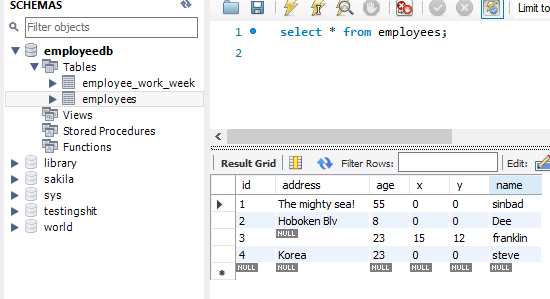 SCHEMAS
Filter objects
employeedb
Tables
employee_work_week
employees
Views
Stored Procedures
Functions
library
sakila
sys
testingshit
world
Limit to
1 select * from employees;
2
Result Grid Filter Rows: Edit:
id address age x y name
1 The mighty sea! 55 0 0 sinbad
2 Hoboken Blv 8 0 0 Dee
3 NULL 23 15 12 franklin
4 Korea 23 0 0 steve
NULL NULL NULL NULL NULL NULL